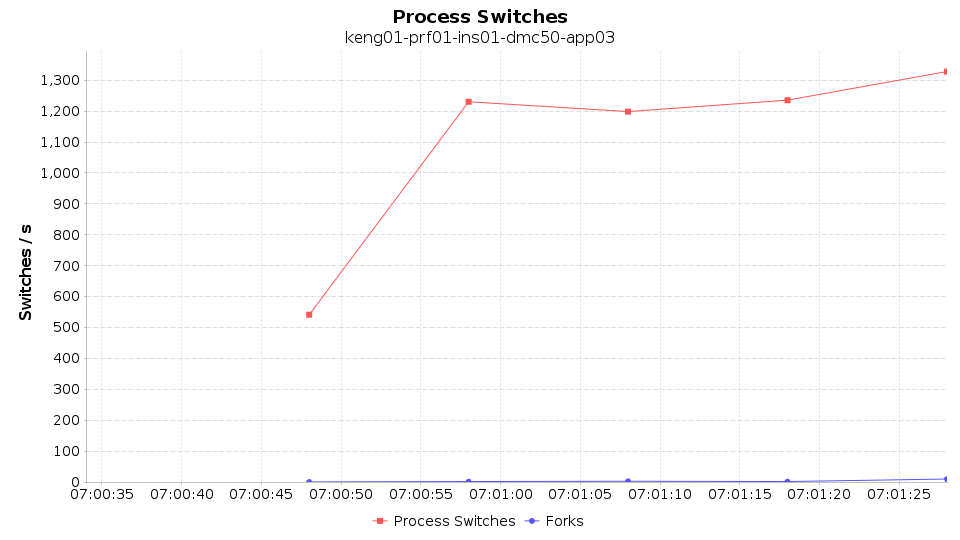 Process Switches
keng01-prf01-ins01-dmc50-app03
Switches / s
1,300
1,200
1,100
1,000
900
800
700
600
500
400
300
200
100
0
07:00:35 07:00:40 07:00:45 07:00:50 07:00:55 07:01:00 07:01:05 07:01:10 07:01:15 07:01:20 07:01:25
Process Switches Forks